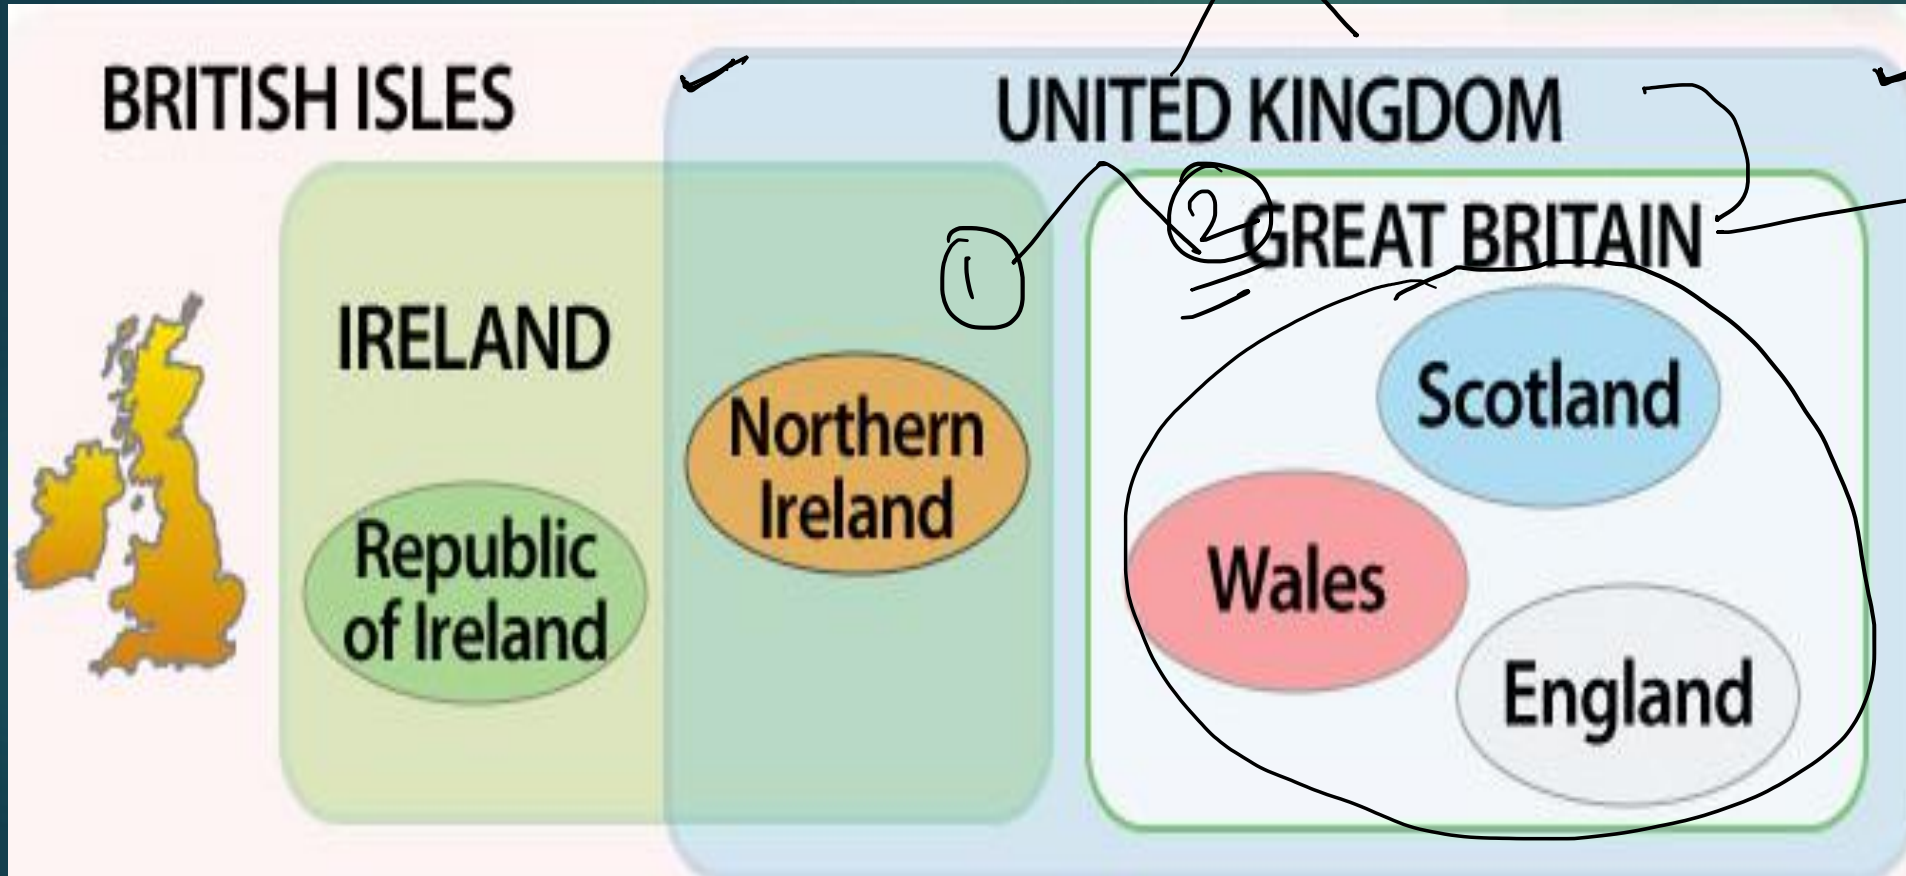 BRITISH ISLES
UNITED KINGDOM
IRELAND
Republic
of Ireland
Northern
Ireland
1
2
GREAT BRITAIN
Scotland
Wales
England